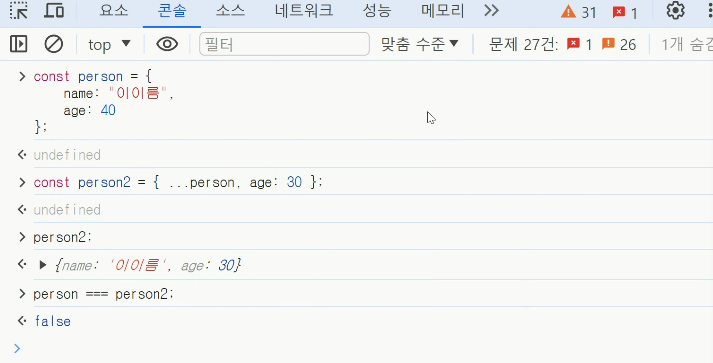 요소 콘솔 소스 네트워크 성능 메모리 31 1
top 필터 맞춤 수준 문제 27건: 1 26 1개 숨김
const person = {
name: "이이름",
age: 40
};
undefined
const person2 = { ...person, age: 30 };
undefined
person2;
{name: '이이름', age: 30}
person === person2;
false